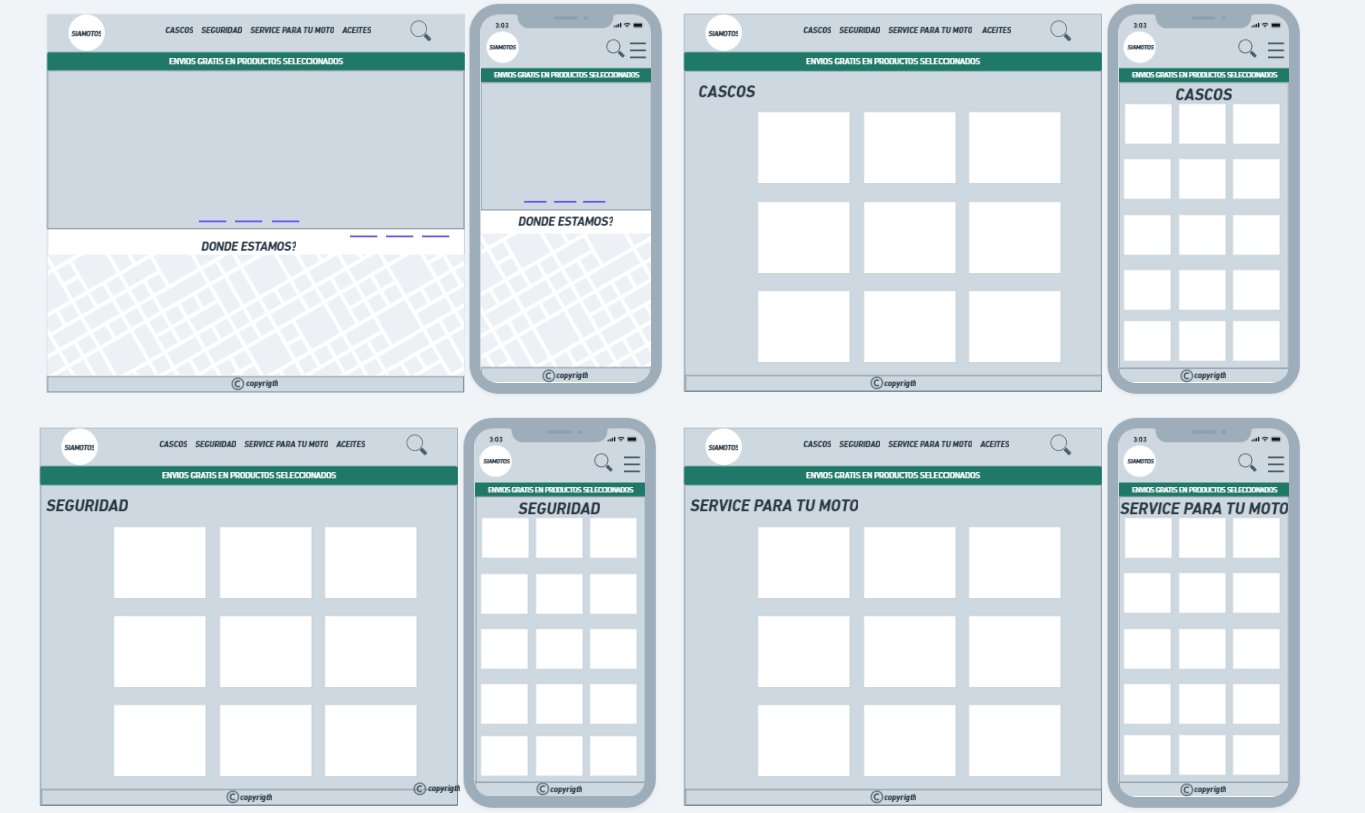 SIAMOTOS CASCOS SEGURIDAD SERVICE PARA TU MOTO ACEITES
ENVIOS GRATIS EN PRODUCTOS SELECCIONADOS
DONDE ESTAMOS?
© copyrigth
3:03
SIAMOTOS
ENVIOS GRATIS EN PRODUCTOS SELECCIONADOS
DONDE ESTAMOS?
© copyrigth
SIAMOTOS CASCOS SEGURIDAD SERVICE PARA TU MOTO ACEITES
ENVIOS GRATIS EN PRODUCTOS SELECCIONADOS
CASCOS
© copyrigth
3:03
SIAMOTOS
ENVIOS GRATIS EN PRODUCTOS SELECCIONADOS
CASCOS
© copyrigth
SIAMOTOS CASCOS SEGURIDAD SERVICE PARA TU MOTO ACEITES
ENVIOS GRATIS EN PRODUCTOS SELECCIONADOS
SEGURIDAD
© copyrigth
© copyrigth
3:03
SIAMOTOS
ENVIOS GRATIS EN PRODUCTOS SELECCIONADOS
SEGURIDAD
© copyrigth
SIAMOTOS CASCOS SEGURIDAD SERVICE PARA TU MOTO ACEITES
ENVIOS GRATIS EN PRODUCTOS SELECCIONADOS
SERVICE PARA TU MOTO
© copyrigth
3:03
SIAMOTOS
ENVIOS GRATIS EN PRODUCTOS SELECCIONADOS
SERVICE PARA TU MOTO
© copyrigth